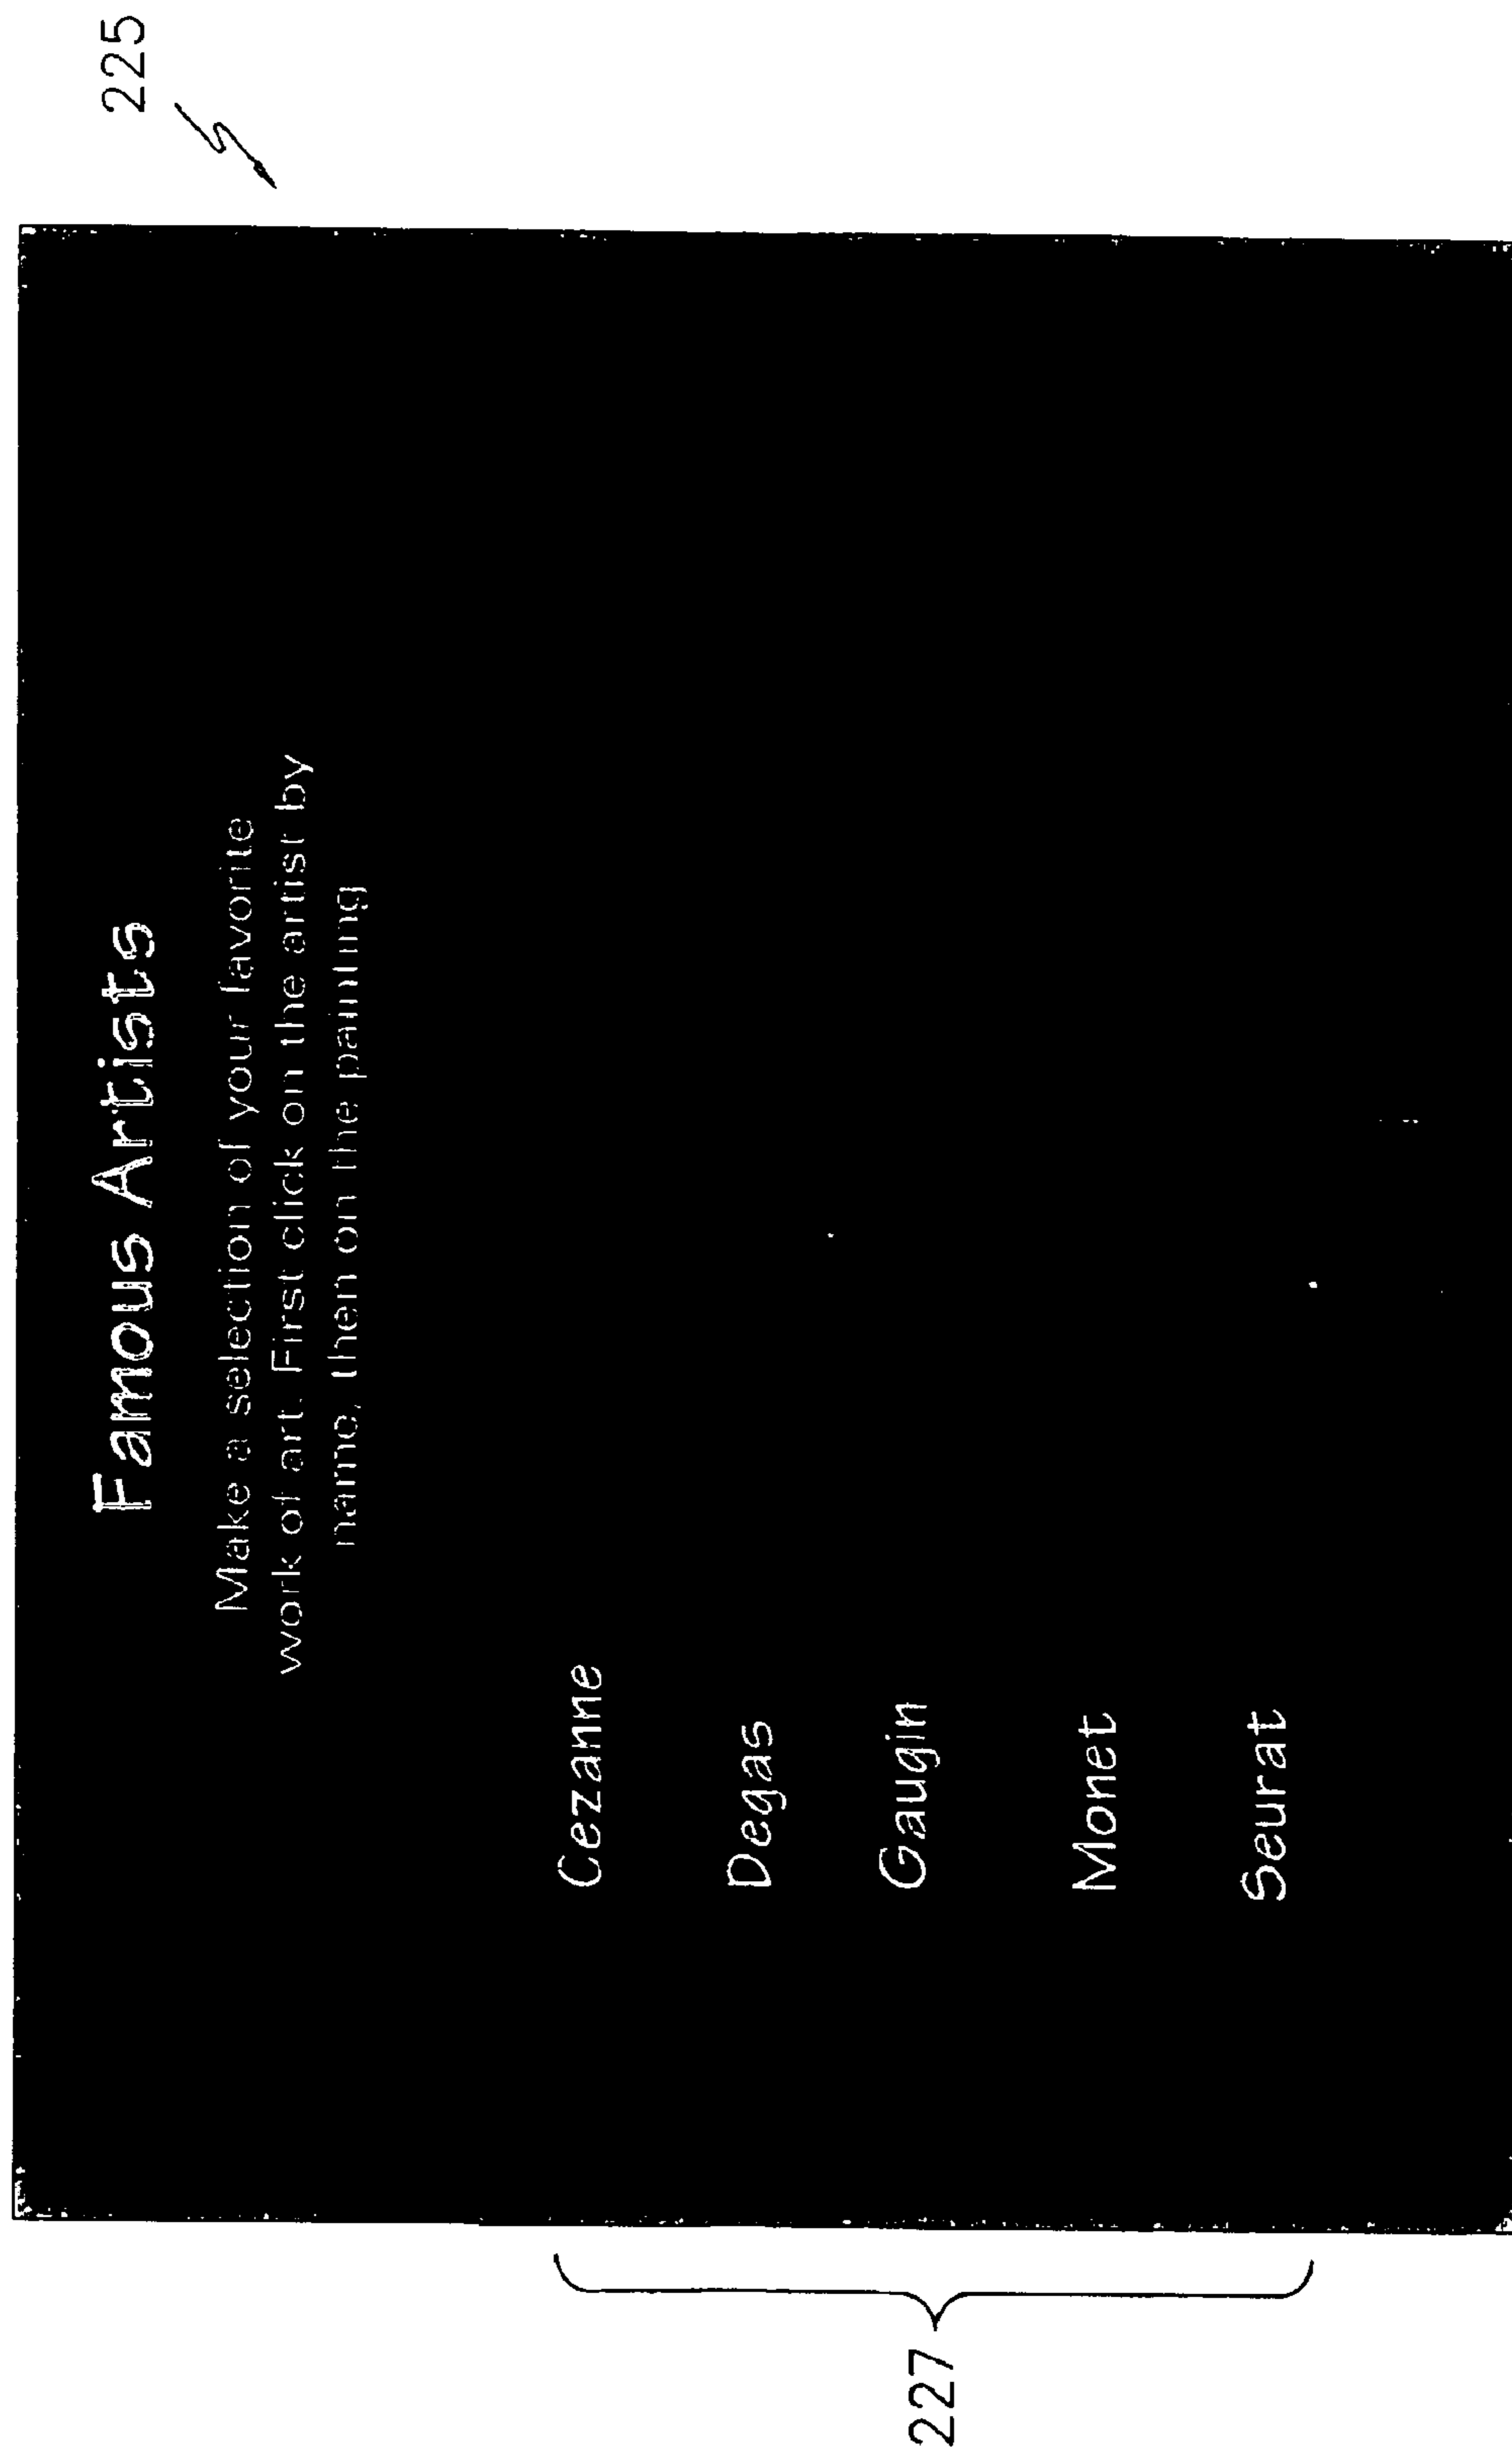 225
Famous Artists
Make a selection of your favorite
work of art. First click on the artist by
name, then on the painting
Cezanne
Degas
Gaugin
Monet
Seurat
227